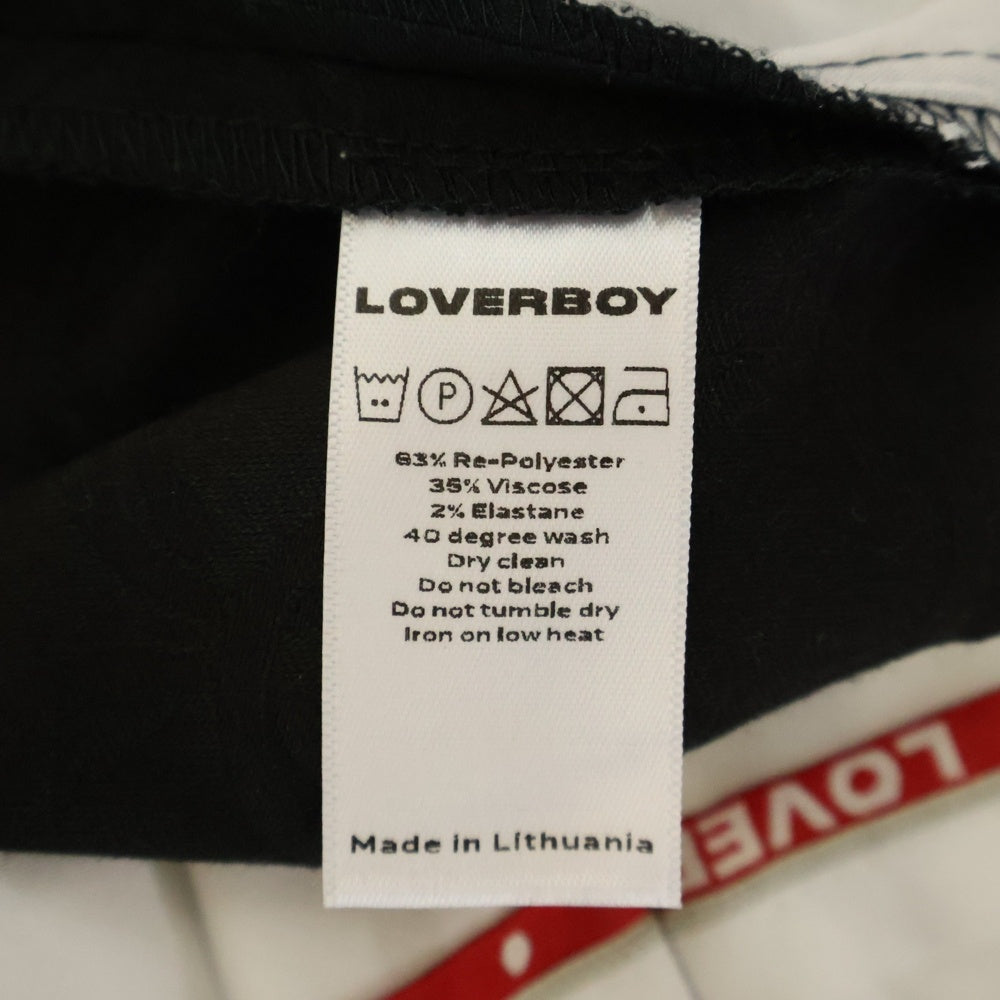 LOVERBOY
P
63% Re-Polyester
35% Viscose
2% Elastane
40 degree wash
Dry clean
Do not bleach
Do not tumble dry
Iron on low heat
Made in Lithuania
LOVE